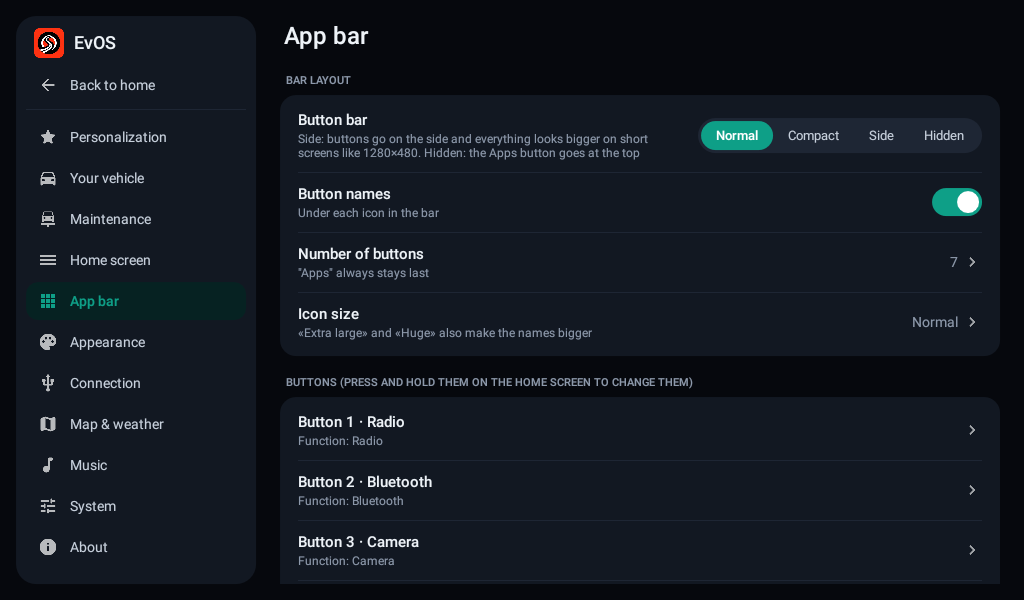 EvOS
Back to home
Personalization
Your vehicle
Maintenance
Home screen
App bar
Appearance
Connection
Map & weather
Music
System
About
App bar
BAR LAYOUT
Button bar
Side: buttons go on the side and everything looks bigger on short
screens like 1280×480. Hidden: the Apps button goes at the top
Normal Compact Side Hidden
Button names
Under each icon in the bar
Number of buttons
"Apps" always stays last
7
Icon size
«Extra large» and «Huge» also make the names bigger
Normal
BUTTONS (PRESS AND HOLD THEM ON THE HOME SCREEN TO CHANGE THEM)
Button 1 · Radio
Function: Radio
Button 2 · Bluetooth
Function: Bluetooth
Button 3 · Camera
Function: Camera